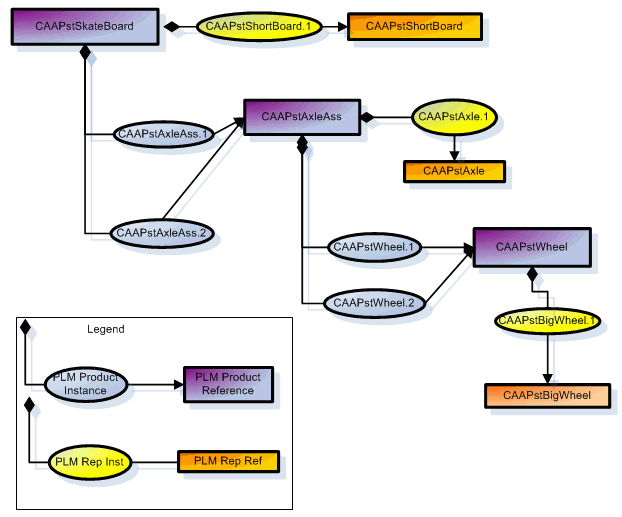 CAAPstSkateBoard
CAAPstShortBoard.1
CAAPstShortBoard
CAAPstAxleAss.1
CAAPstAxleAss
CAAPstAxle.1
CAAPstAxle
CAAPstAxleAss.2
CAAPstWheel.1
CAAPstWheel
CAAPstWheel.2
CAAPstBigWheel.1
CAAPstBigWheel
Legend
PLM Product
Instance
PLM Product
Reference
PLM Rep Inst
PLM Rep Ref